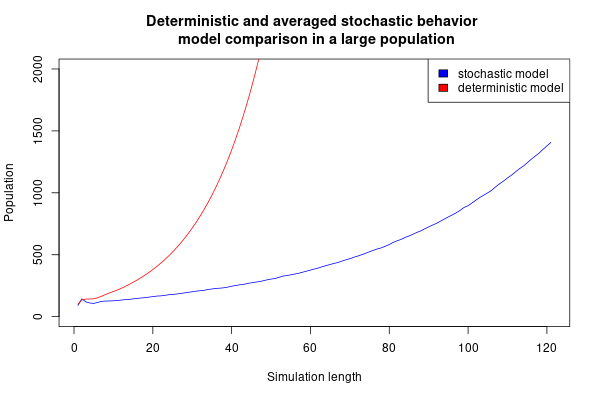 Deterministic and averaged stochastic behavior
model comparison in a large population
stochastic model
deterministic model
Population
2000
1500
1000
500
0
0 20 40 60 80 100 120
Simulation length